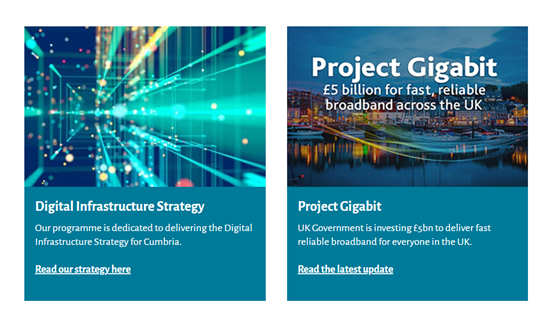 Digital Infrastructure Strategy
Our programme is dedicated to delivering the Digital
Infrastructure Strategy for Cumbria.
Read our strategy here
Project Gigabit
£5 billion for fast, reliable
broadband across the UK
Project Gigabit
UK Government is investing £5bn to deliver fast
reliable broadband for everyone in the UK.
Read the latest update